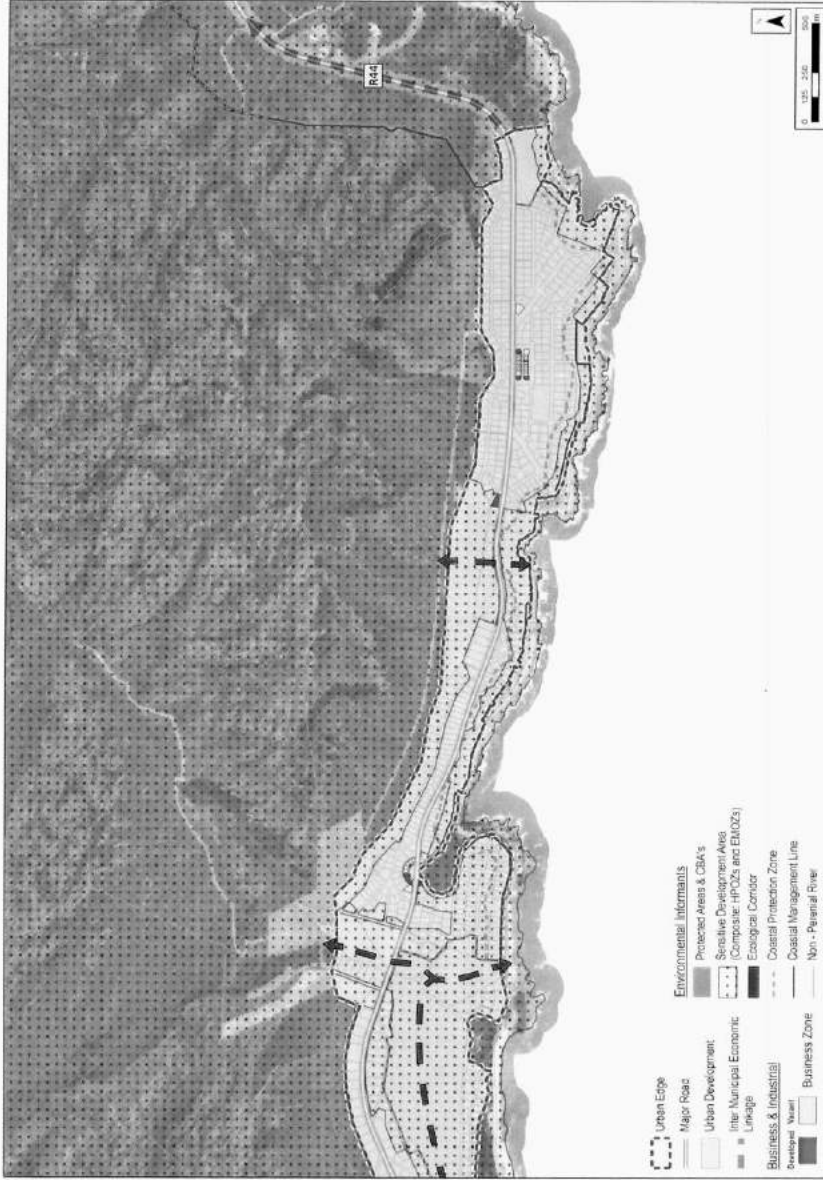 R44
0 125 250 500
m
Urban Edge
Major Road
Urban Development
Inter Municipal Economic
Linkage
Business & Industrial
Developed Vacant
Business Zone
Environmental Informants
Protected Areas & CBA's
Sensitive Development Area
(Composite: HPOZs and EMOZs)
Ecological Corridor
Coastal Protection Zone
Coastal Management Line
Non - Perenial River